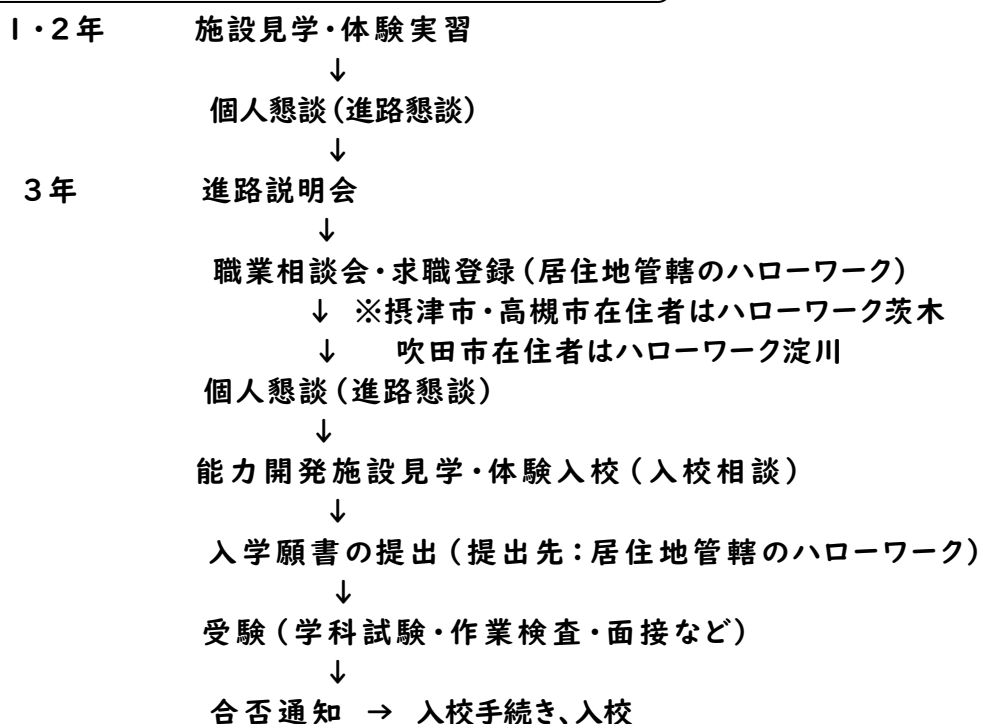 1・2年 施設見学・体験実習
↓
個人懇談(進路懇談)
↓
3年 進路説明会
↓
職業相談会・求職登録(居住地管轄のハローワーク)
↓ ※摂津市・高槻市在住者はハローワーク茨木
↓ 吹田市在住者はハローワーク淀川
個人懇談(進路懇談)
↓
能力開発施設見学・体験入校(入校相談)
↓
入学願書の提出(提出先:居住地管轄のハローワーク)
↓
受験(学科試験・作業検査・面接など)
↓
合否通知 → 入校手続き、入校